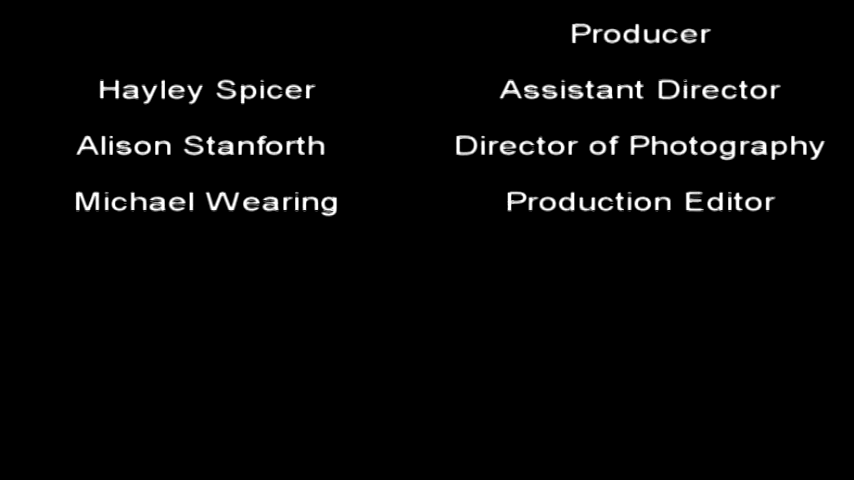 Producer
Hayley Spicer Assistant Director
Alison Stanforth Director of Photography
Michael Wearing Production Editor